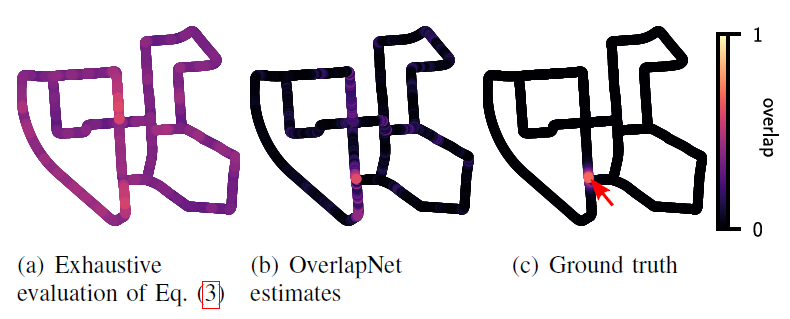 1
overlap
0
(a) Exhaustive
evaluation of Eq. (3)
(b) OverlapNet
estimates
(c) Ground truth